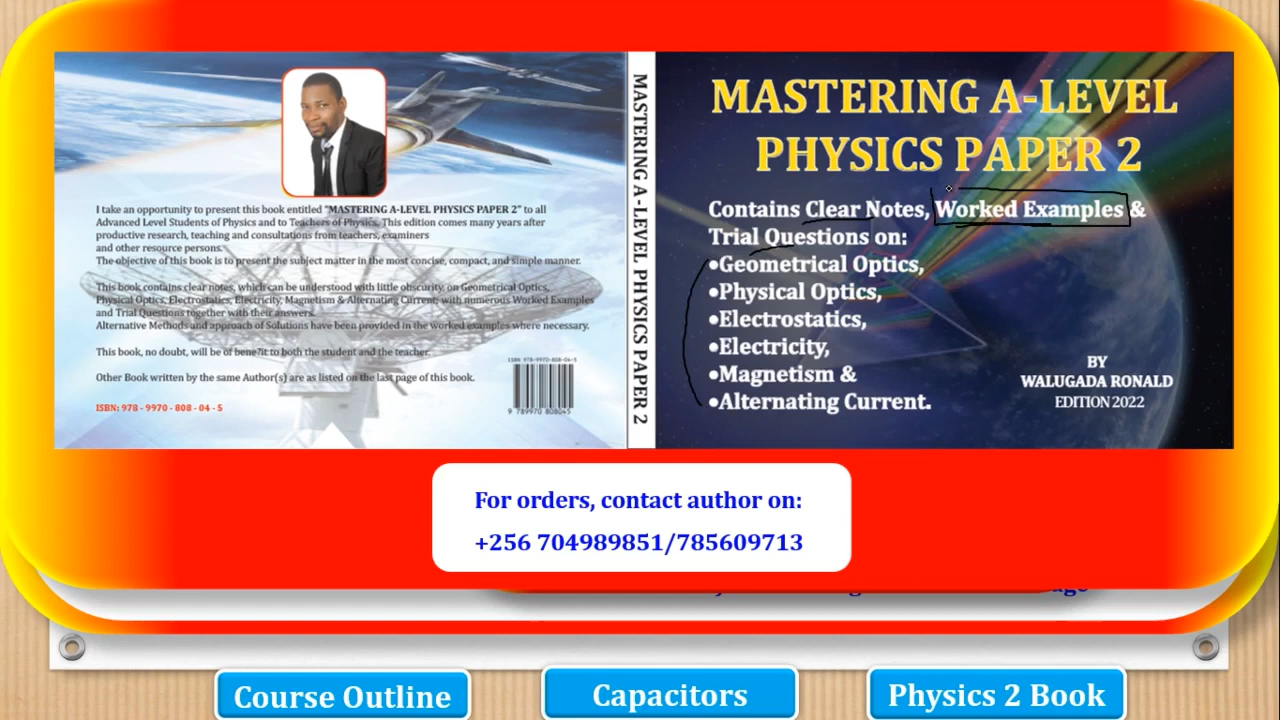 I take an opportunity to present this book entitled "MASTERING A-LEVEL PHYSICS PAPER 2" to all
Advanced Level Students of Physics and to Teachers of Physics. This edition comes many years after
productive research, teaching and consultations from teachers, examiners
and other resource persons.
The objective of this book is to present the subject matter in the most concise, compact, and simple manner.
This book contains clear notes, which can be understood with little obscurity, on Geometrical Optics,
Physical Optics, Electrostatics, Electricity, Magnetism & Alternating Current; with numerous Worked Examples
and Trial Questions together with their answers.
Alternative Methods and approach of Solutions have been provided in the worked examples where necessary.
This book, no doubt, will be of bene?it to both the student and the teacher.
Other Book written by the same Author(s) are as listed on the last page of this book.
ISBN: 978 - 9970 - 808 - 04 - 5
ISBN 978-9970-808-04-5
9 789970 808045
MASTERING A-LEVEL PHYSICS PAPER 2
MASTERING A-LEVEL
PHYSICS PAPER 2
Contains Clear Notes, Worked Examples &
Trial Questions on:
•Geometrical Optics,
•Physical Optics,
•Electrostatics,
•Electricity,
•Magnetism &
•Alternating Current.
BY
WALUGADA RONALD
EDITION 2022
For orders, contact author on:
+256 704989851/785609713
Course Outline
Capacitors
Physics 2 Book